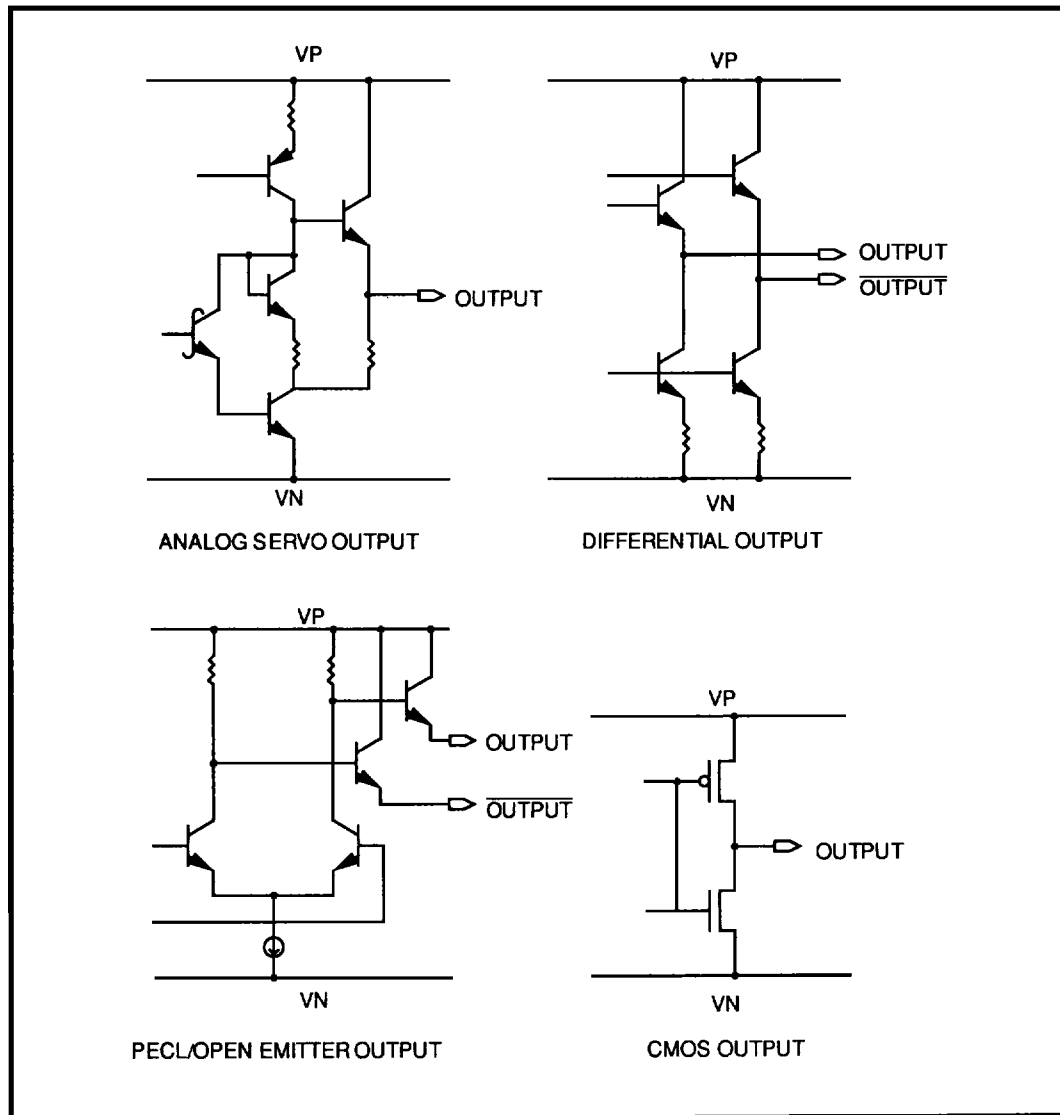 VP
OUTPUT
VN
ANALOG SERVO OUTPUT
VP
OUTPUT
OUTPUT
VN
DIFFERENTIAL OUTPUT
VP
OUTPUT
OUTPUT
VN
PECL/OPEN EMITTER OUTPUT
VP
OUTPUT
VN
CMOS OUTPUT